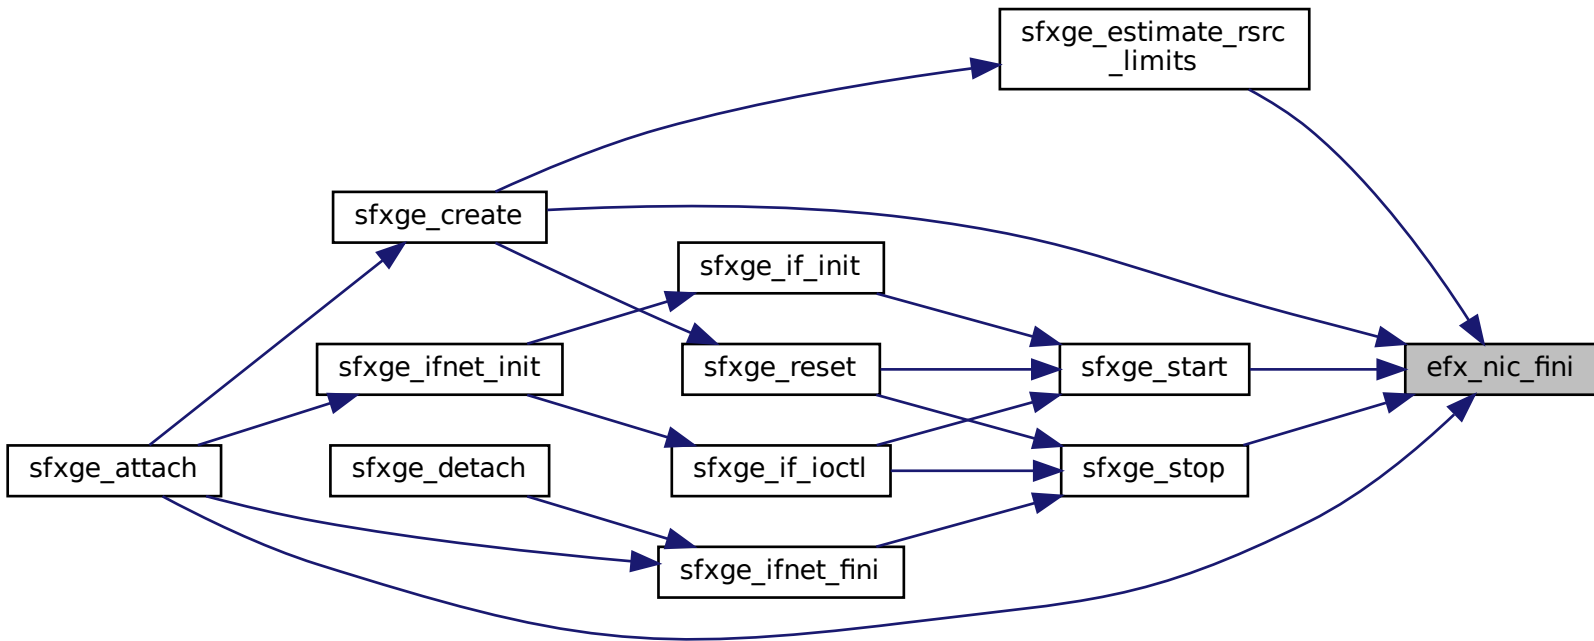 sfxge_estimate_rsrc
_limits
sfxge_create
sfxge_if_init
sfxge_ifnet_init
sfxge_reset
sfxge_start
efx_nic_fini
sfxge_attach
sfxge_detach
sfxge_if_ioctl
sfxge_stop
sfxge_ifnet_fini